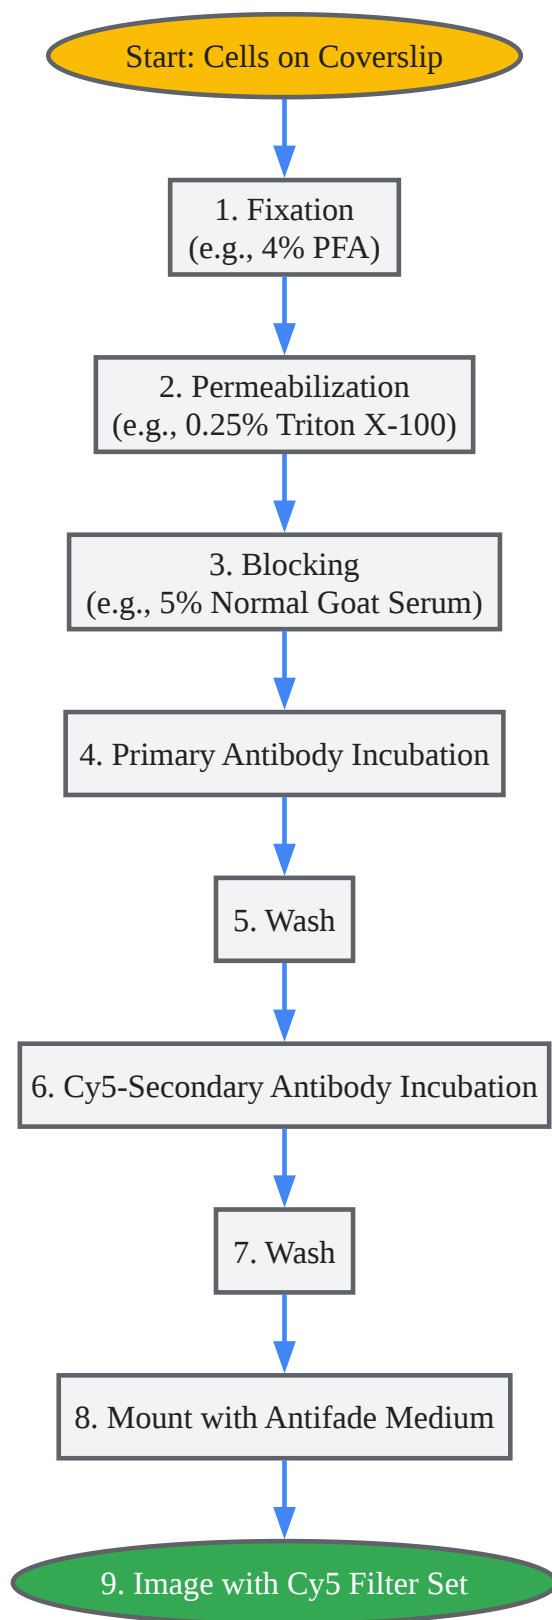 Start: Cells on Coverslip
1. Fixation
(e.g., 4% PFA)
2. Permeabilization
(e.g., 0.25% Triton X-100)
3. Blocking
(e.g., 5% Normal Goat Serum)
4. Primary Antibody Incubation
5. Wash
6. Cy5-Secondary Antibody Incubation
7. Wash
8. Mount with Antifade Medium
9. Image with Cy5 Filter Set